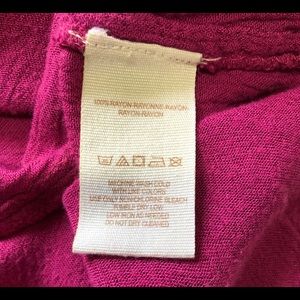 100% RAYON-RAYONNE-RAYON-
RAYON-RAYON
MACHINE WASH COLD
WITH LIKE COLORS
USE ONLY NON-CHLORINE BLEACH
TUMBLE DRY LOW
LOW IRON AS NEEDED
DO NOT DRY CLEANED